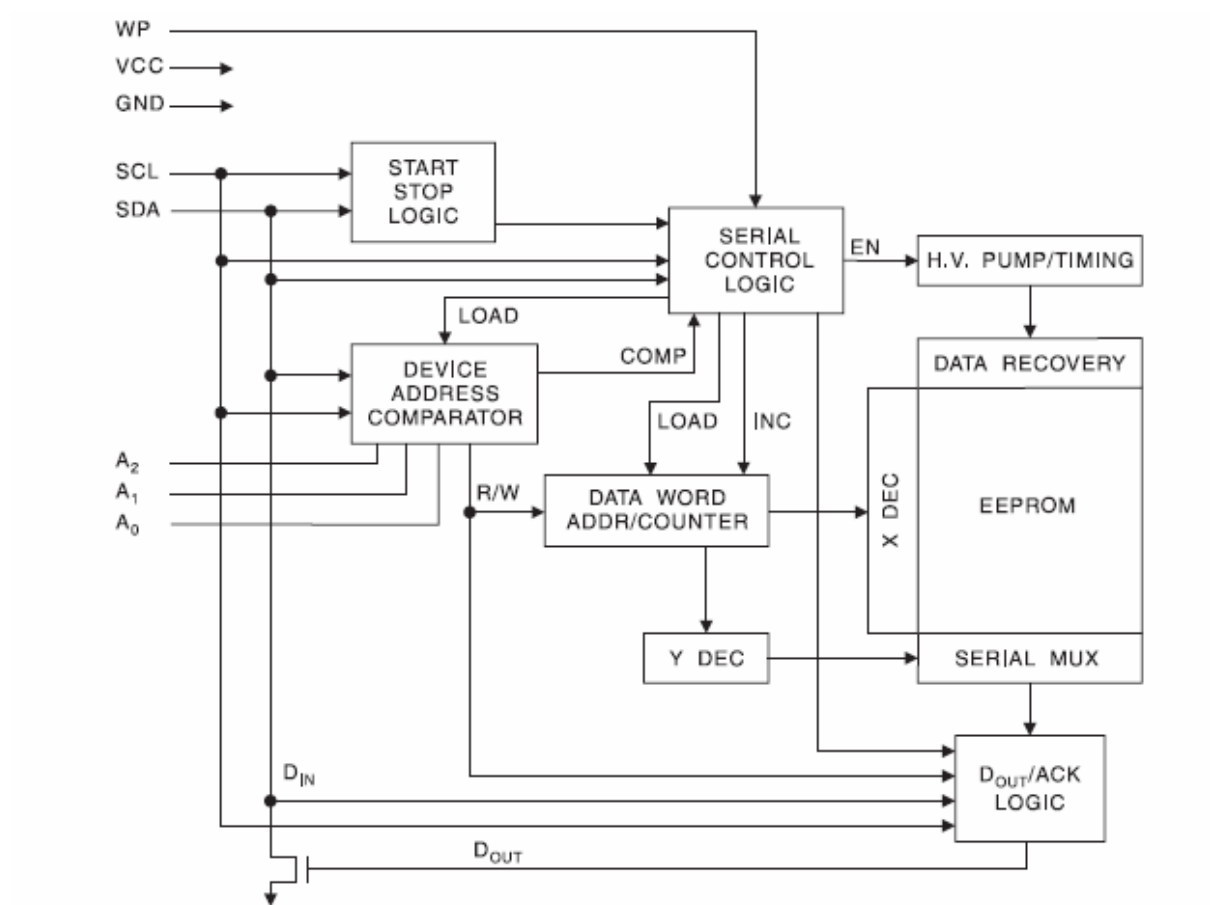 WP
VCC
GND
SCL
SDA
START
STOP
LOGIC
SERIAL
CONTROL
LOGIC
EN
H.V. PUMP/TIMING
LOAD
COMP
DEVICE
ADDRESS
COMPARATOR
LOAD
INC
DATA RECOVERY
A2
A1
A0
R/W
DATA WORD
ADDR/COUNTER
X DEC
EEPROM
Y DEC
SERIAL MUX
DIN
DOUT/ACK
LOGIC
DOUT